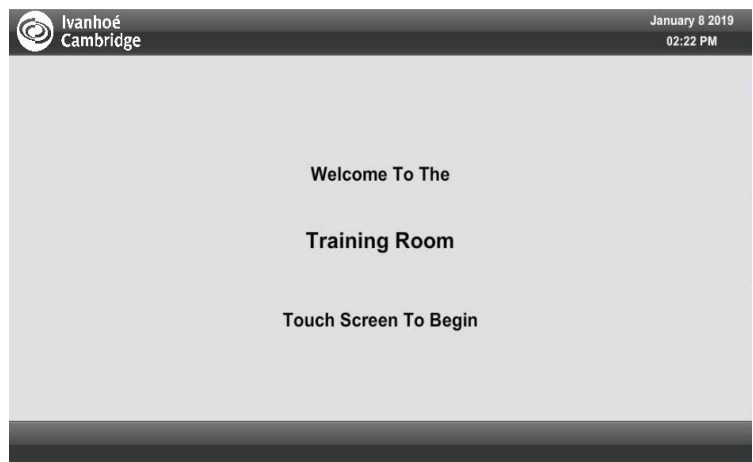 Ivanhoé
Cambridge
January 8 2019
02:22 PM
Welcome To The
Training Room
Touch Screen To Begin